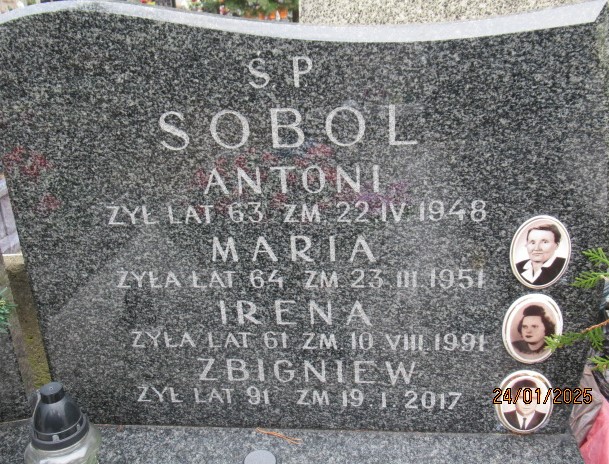 ŚP
SOBOL
ANTONI
ŻYŁ LAT 63 ZM. 22 IV 1948
MARIA
ŻYŁA LAT 64 ZM 23 III 1951
IRENA
ŻYŁA LAT 61 ZM 10 VIII 1991
ZBIGNIEW
ŻYŁ LAT 91 ZM 19 I 2017
24/01/2025